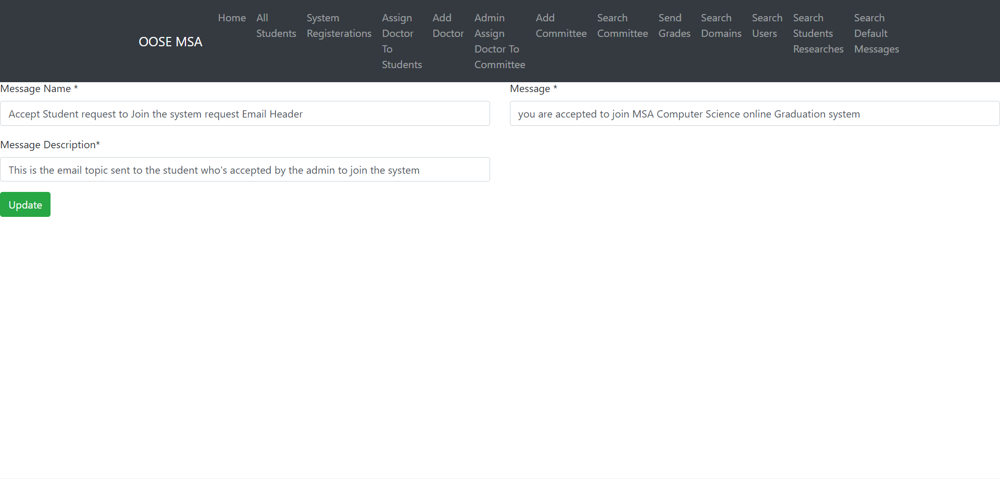 OOSE MSA
Home
All
Students
System
Registerations
Assign
Doctor
To
Students
Add
Doctor
Admin
Assign
Doctor To
Committee
Add
Committee
Search
Committee
Send
Grades
Search
Domains
Search
Users
Search
Students
Researches
Search
Default
Messages
Message Name *
Accept Student request to Join the system request Email Header
Message *
you are accepted to join MSA Computer Science online Graduation system
Message Description*
This is the email topic sent to the student who's accepted by the admin to join the system
Update